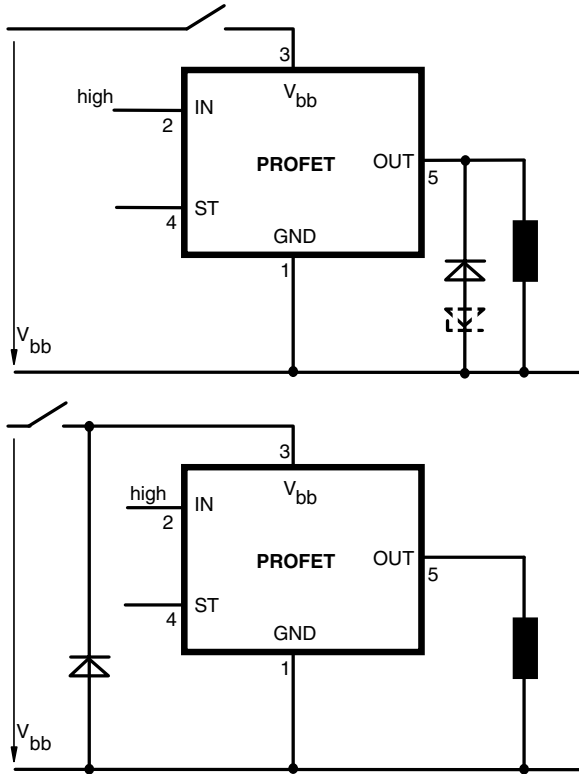 3
high
IN
V bb
2
PROFET
OUT
5
4
ST
GND
1
V bb
3
high
IN
V bb
2
PROFET
OUT
5
4
ST
GND
1
V bb